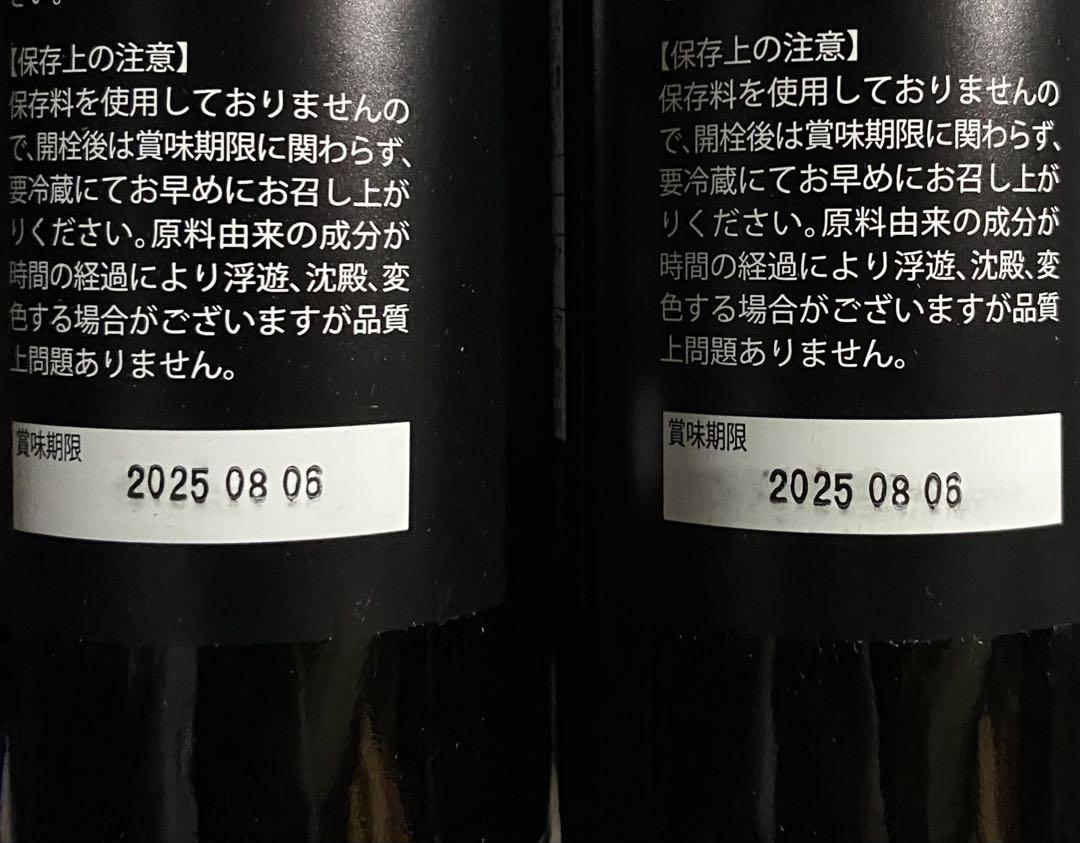 さい。
【保存上の注意】
保存料を使用しておりませんの
で、開栓後は賞味期限に関わらず、
要冷蔵にてお早めにお召し上が
りください。原料由来の成分が
時間の経過により浮遊、沈殿、変
色する場合がございますが品質
上問題ありません。
賞味期限
2025 08 06
【保存上の注意】
保存料を使用しておりませんの
で、開栓後は賞味期限に関わらず、
要冷蔵にてお早めにお召し上が
りください。原料由来の成分が
時間の経過により浮遊、沈殿、変
色する場合がございますが品質
上問題ありません。
賞味期限
2025 08 06